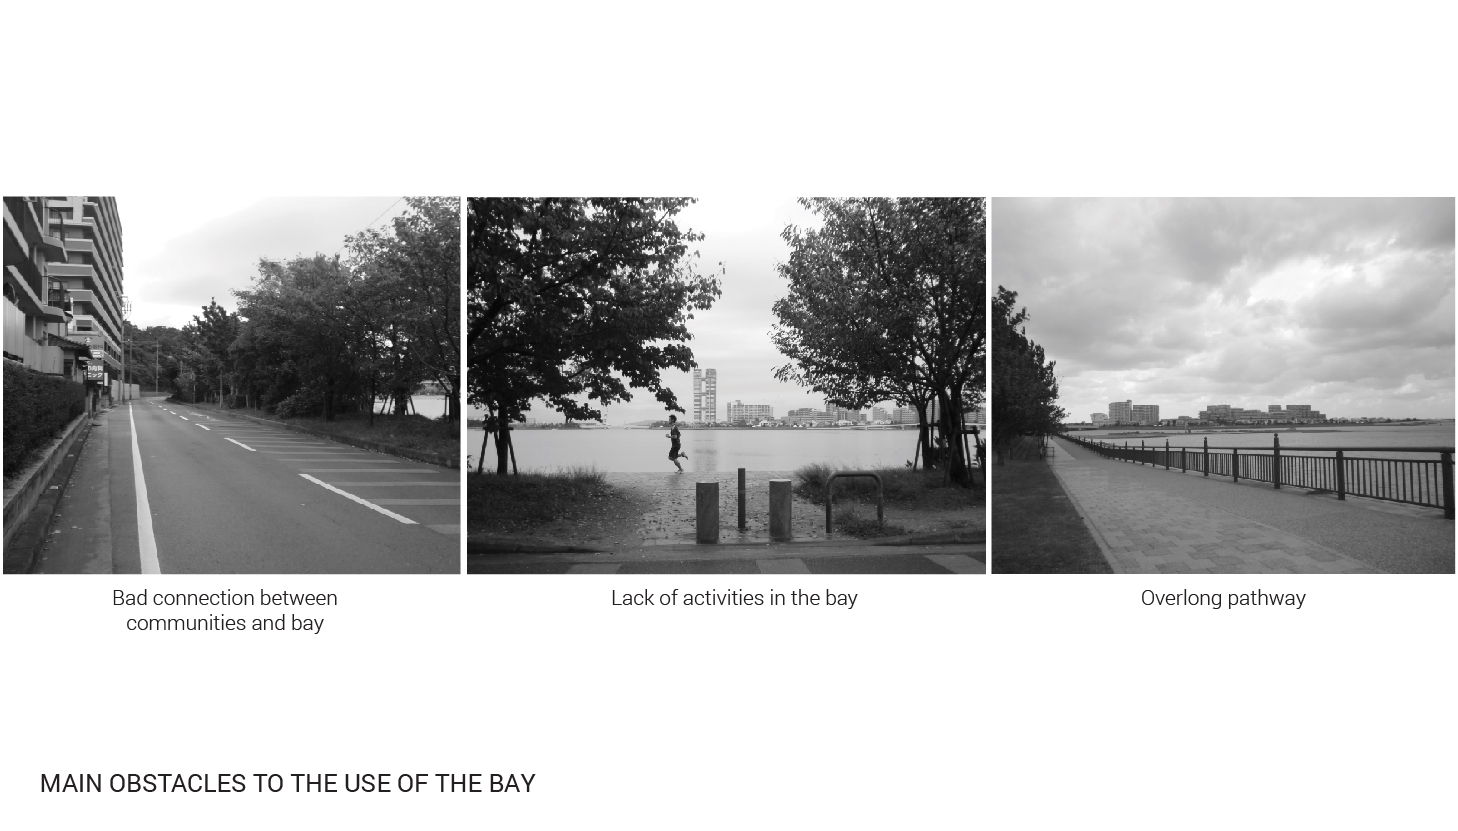 Bad connection between
communities and bay
Lack of activities in the bay
Overlong pathway
MAIN OBSTACLES TO THE USE OF THE BAY